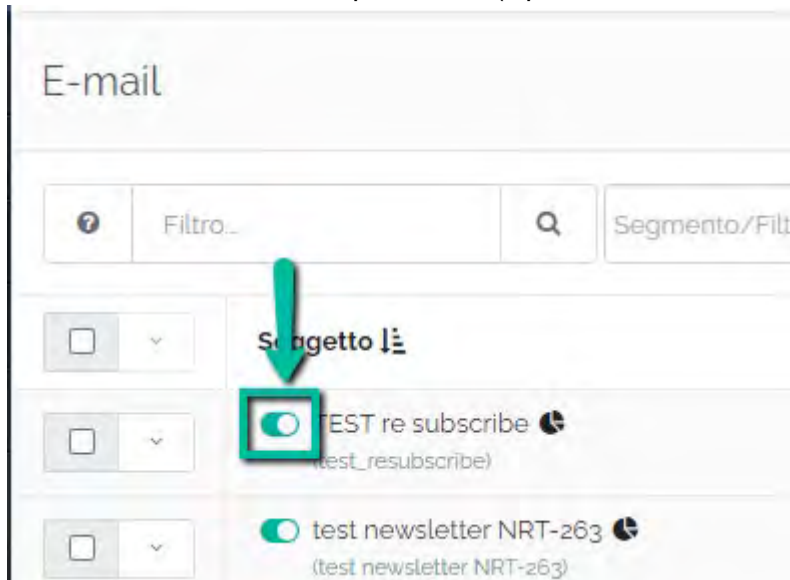 E-mail
Filtro...
Segmento/Filt
Soggetto
TEST re subscribe
(test_resubscribe)
test newsletter NRT-263
(test newsletter NRT-263)